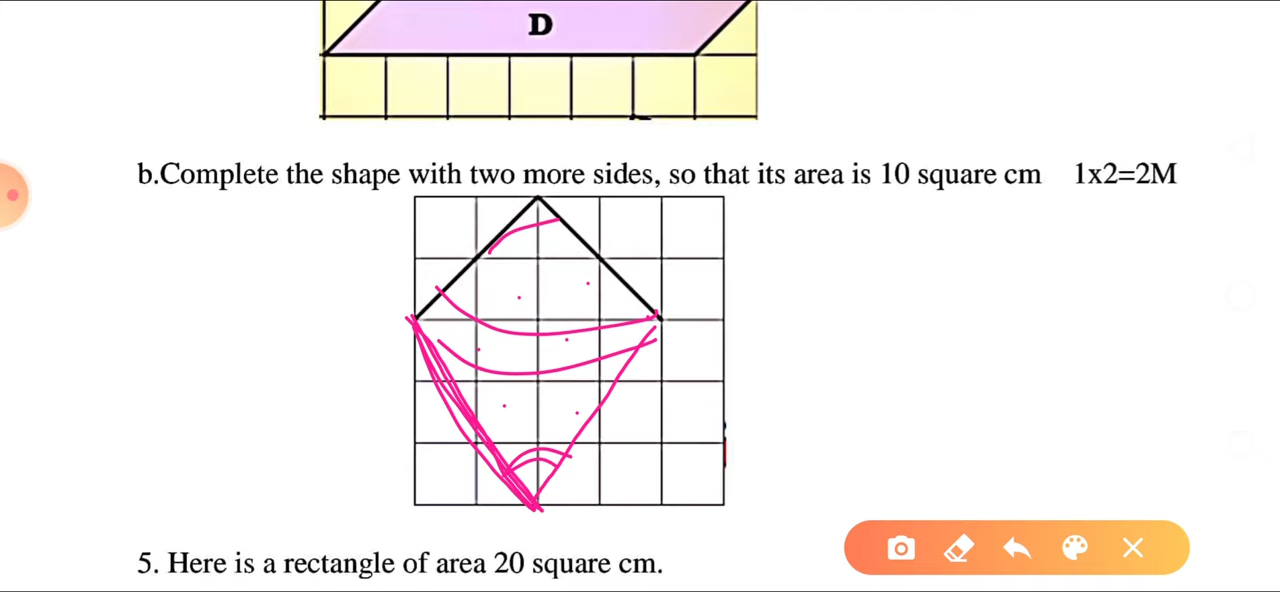 D
b.Complete the shape with two more sides, so that its area is 10 square cm 1x2=2M
5. Here is a rectangle of area 20 square cm.